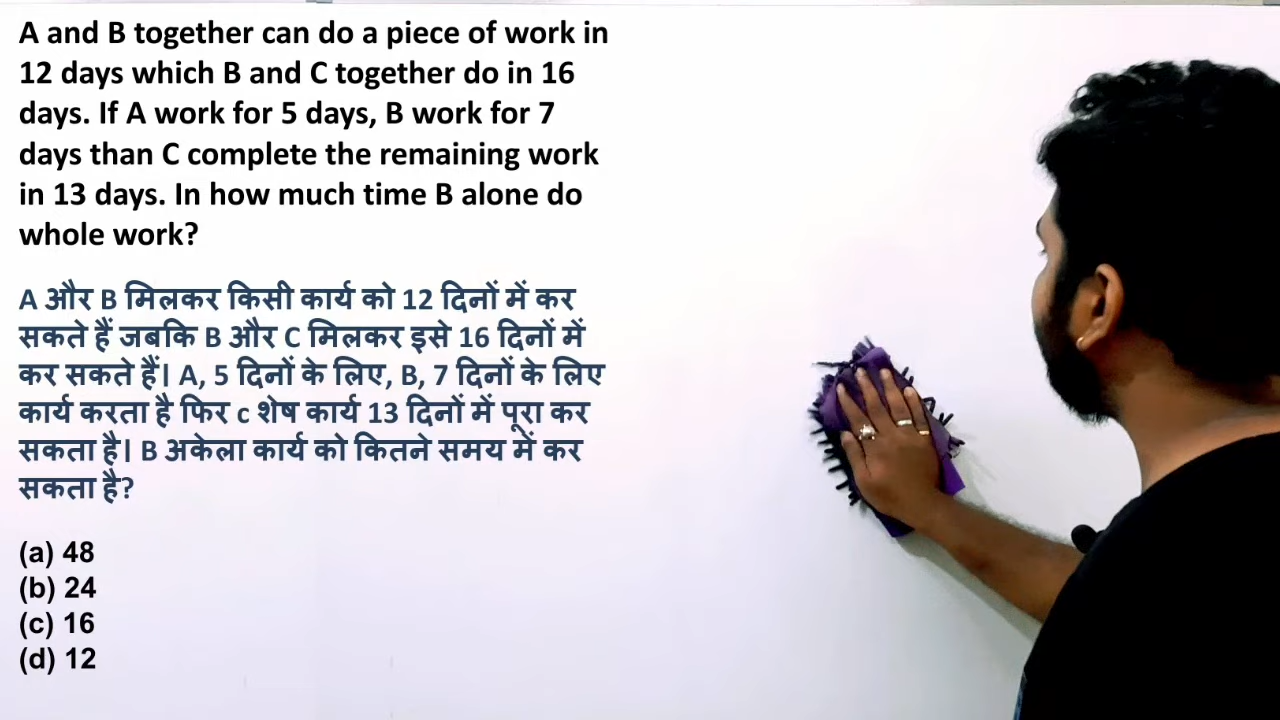 A and B together can do a piece of work in
12 days which B and C together do in 16
days. If A work for 5 days, B work for 7
days than C complete the remaining work
in 13 days. In how much time B alone do
whole work?
A और B मिलकर किसी कार्य को 12 दिनों में कर
सकते हैं जबकि B और C मिलकर इसे 16 दिनों में
कर सकते हैं। A, 5 दिनों के लिए, B, 7 दिनों के लिए
कार्य करता है फिर c शेष कार्य 13 दिनों में पूरा कर
सकता है। B अकेला कार्य को कितने समय में कर
सकता है?
(a) 48
(b) 24
(c) 16
(d) 12